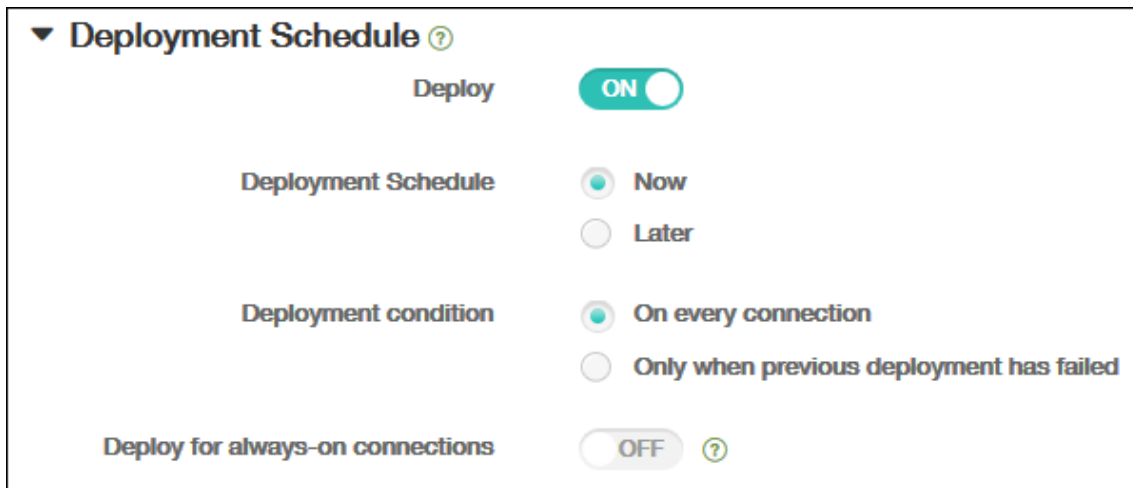 Deployment Schedule ?
Deploy ON
Deployment Schedule Now
Later
Deployment condition On every connection
Only when previous deployment has failed
Deploy for always-on connections OFF ?